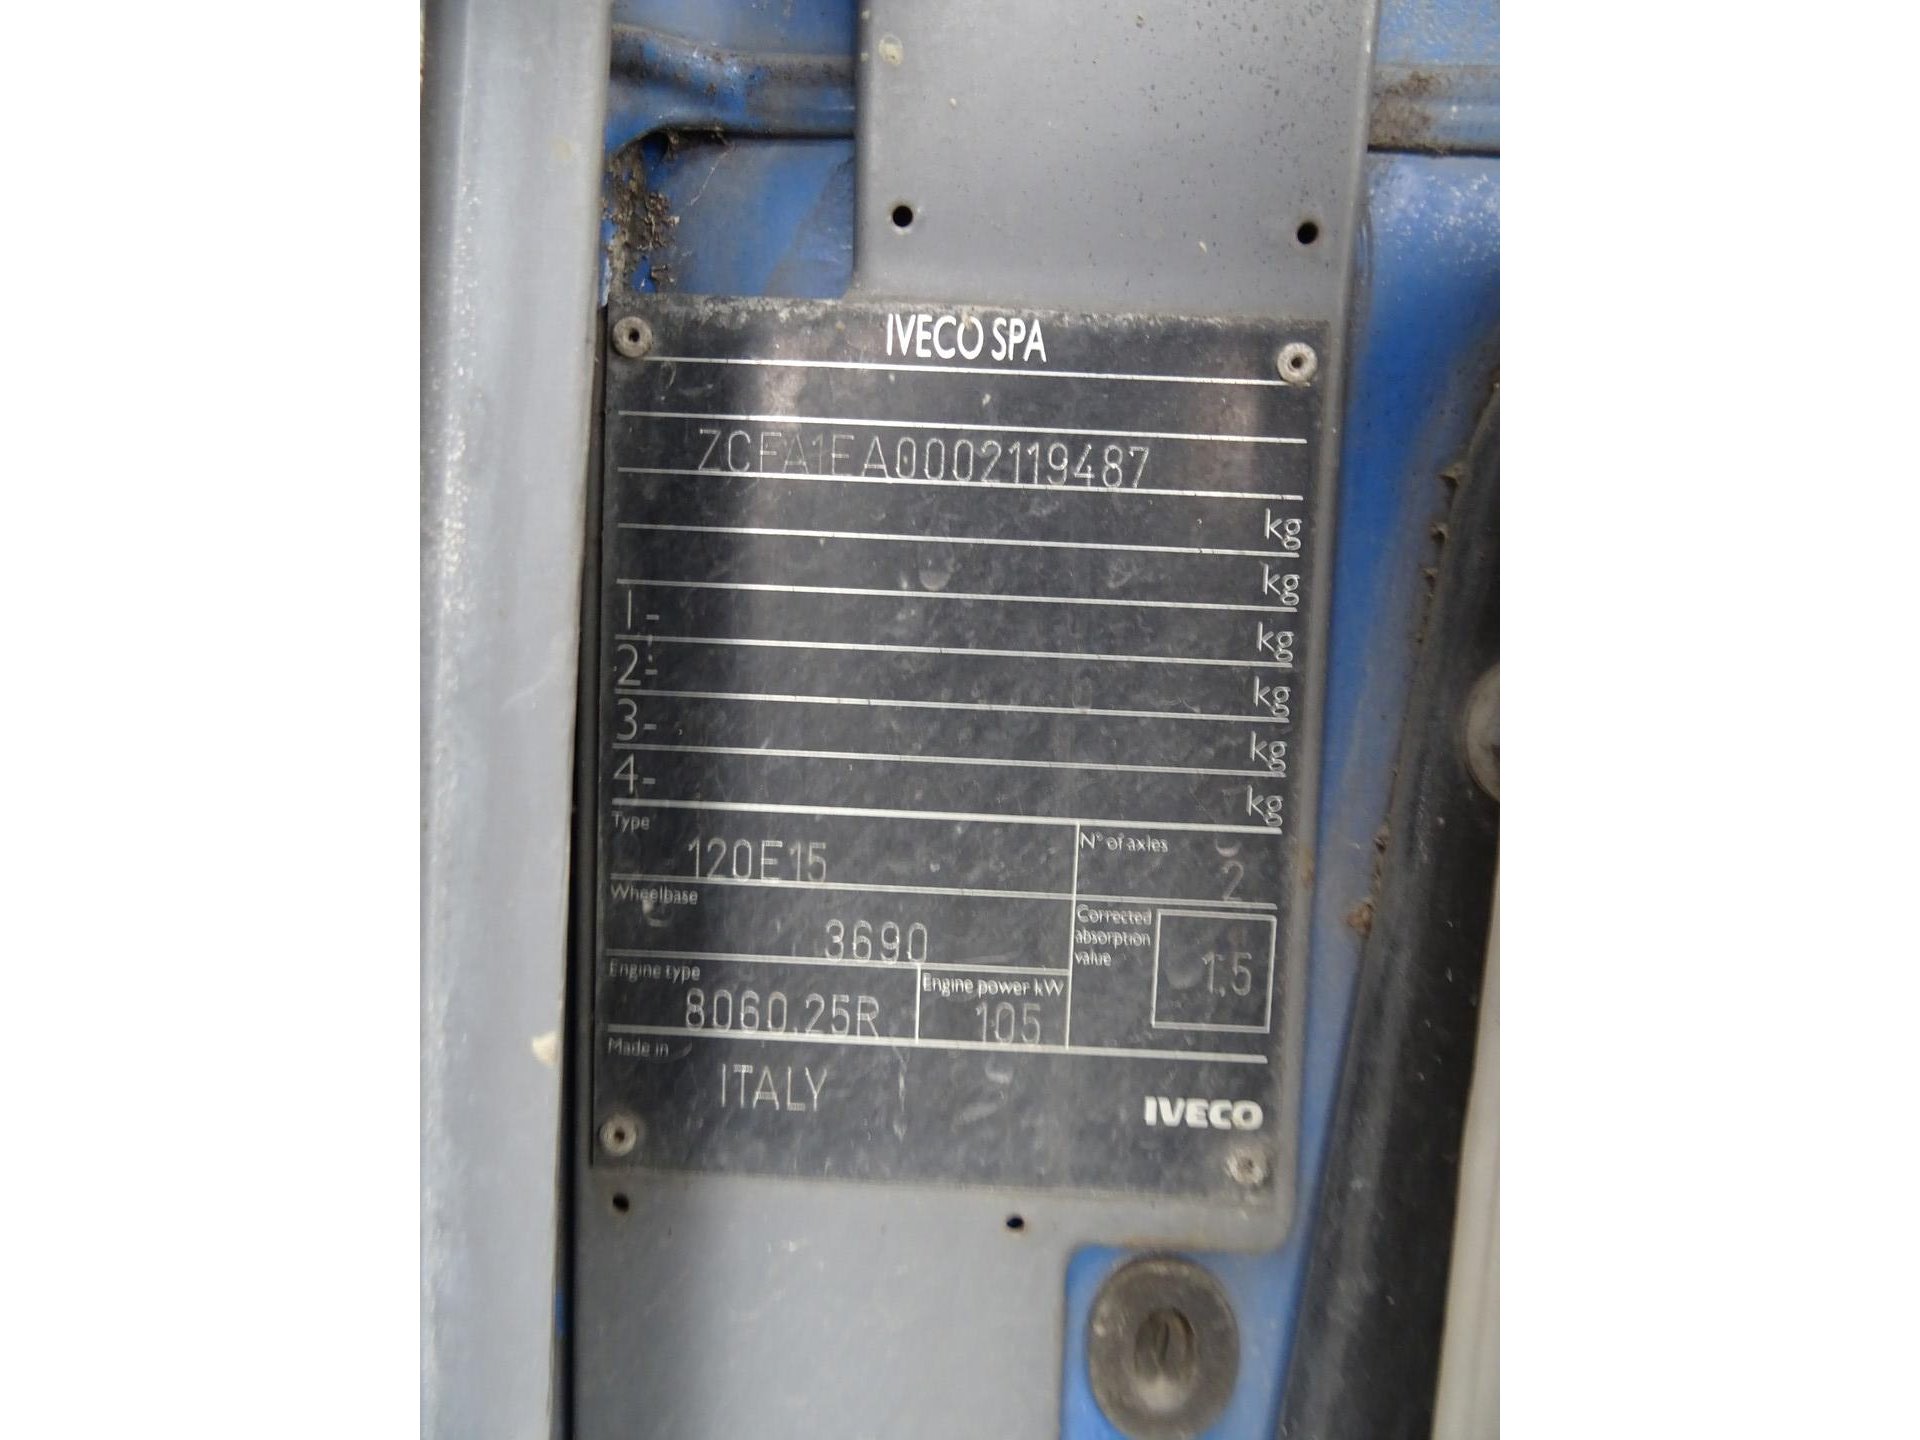 IVECO SPA
ZCFA1EA0002119487
kg
kg
1- kg
2- kg
3- kg
4- kg
Type
120E15
N° of axles
2
Wheelbase
3690
Corrected
absorption
value
1.5
Engine type
8060.25R
Engine power kW
105
Made in
ITALY
IVECO